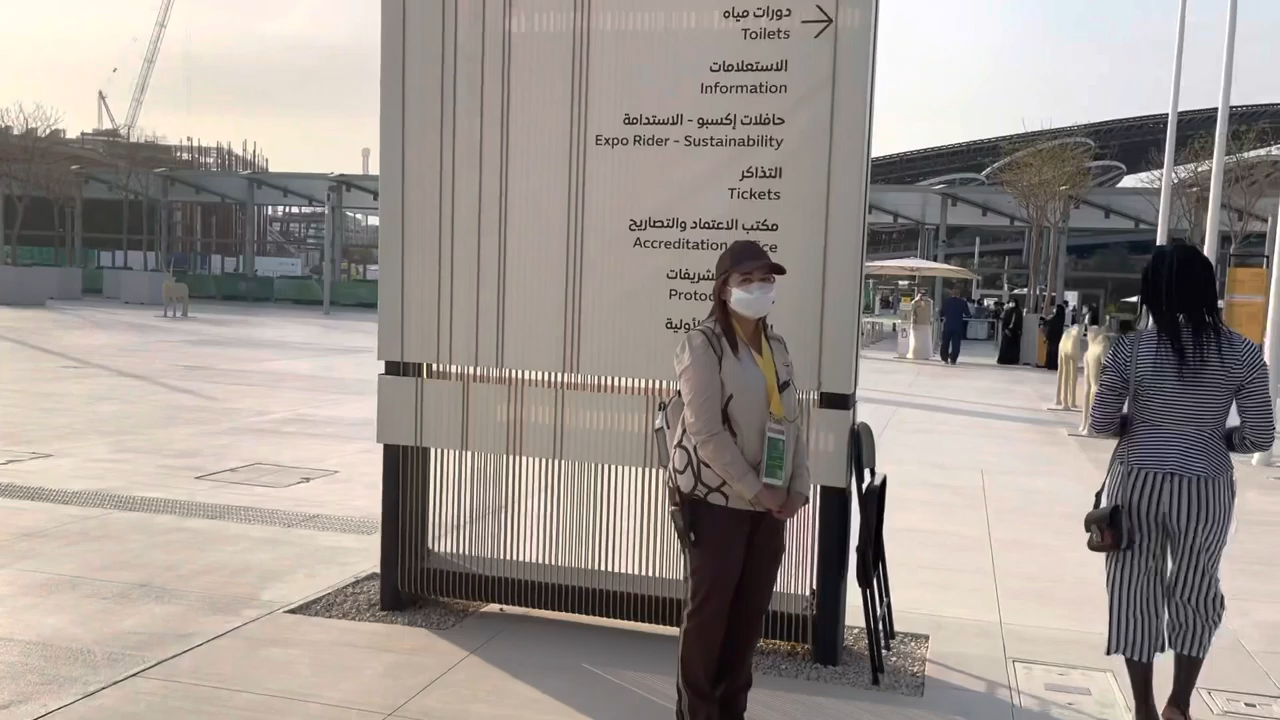 دورات مياه
Toilets
الاستعلامات
Information
حافلات إكسبو - الاستدامة
Expo Rider - Sustainability
التذاكر
Tickets
مكتب الاعتماد والتصاريح
Accreditation